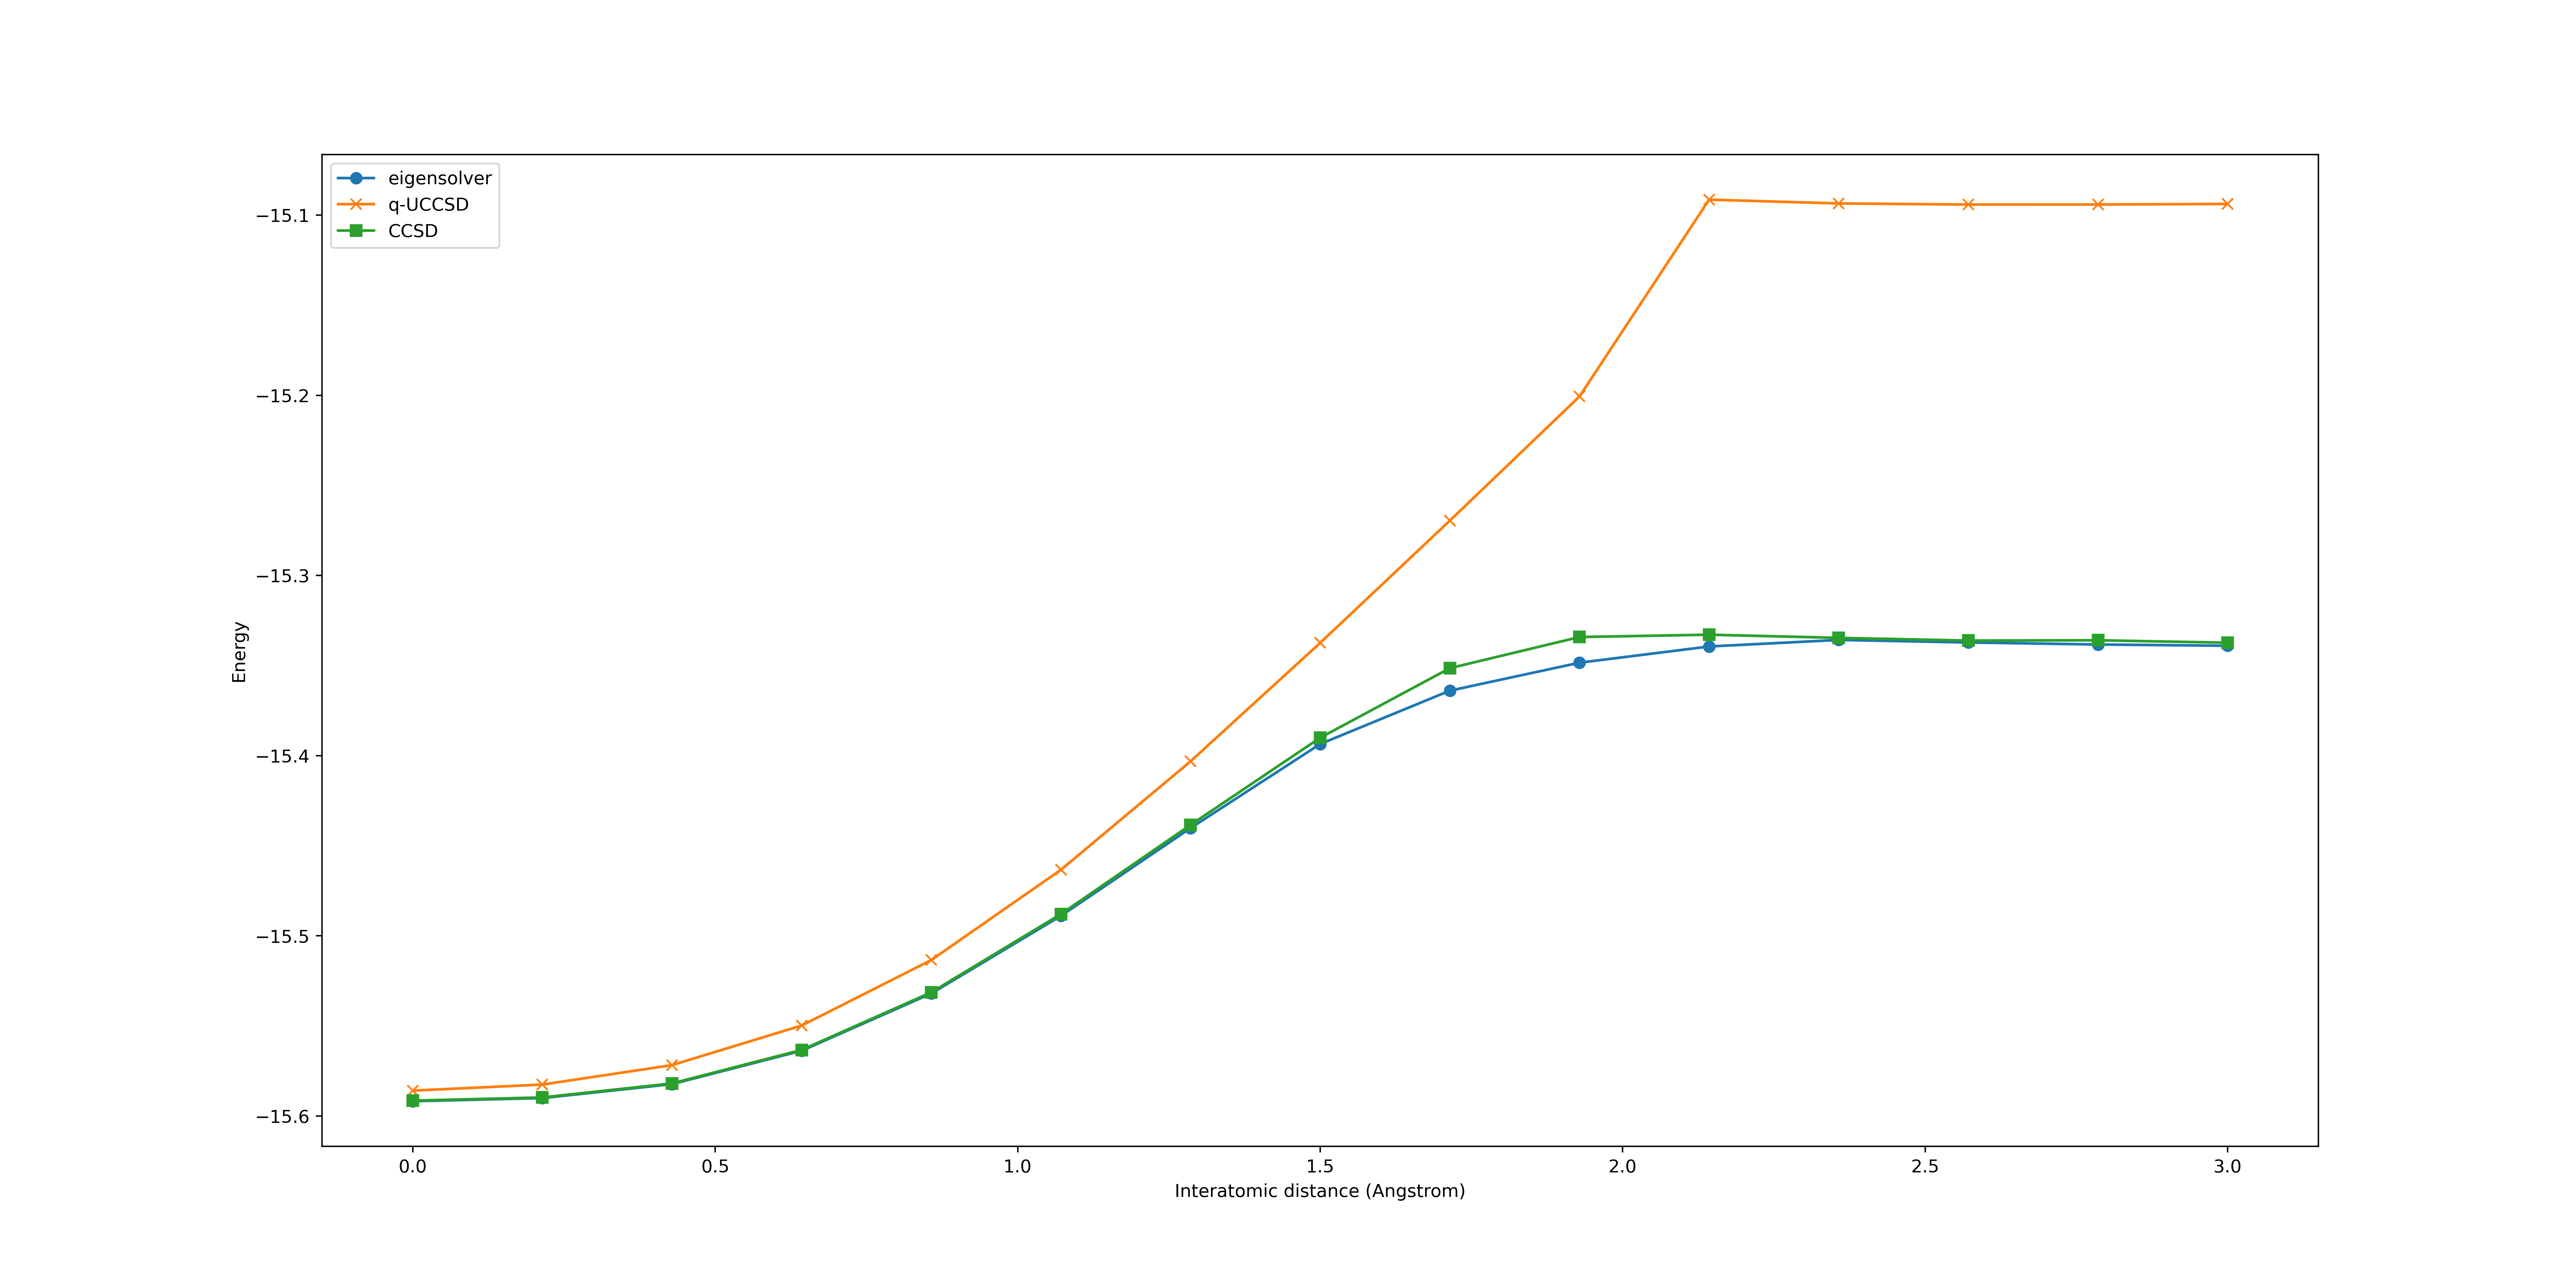 eigensolver
q-UCCSD
CCSD
−15.1
−15.2
−15.3
−15.4
−15.5
−15.6
Energy
0.0 0.5 1.0 1.5 2.0 2.5 3.0
Interatomic distance (Angstrom)